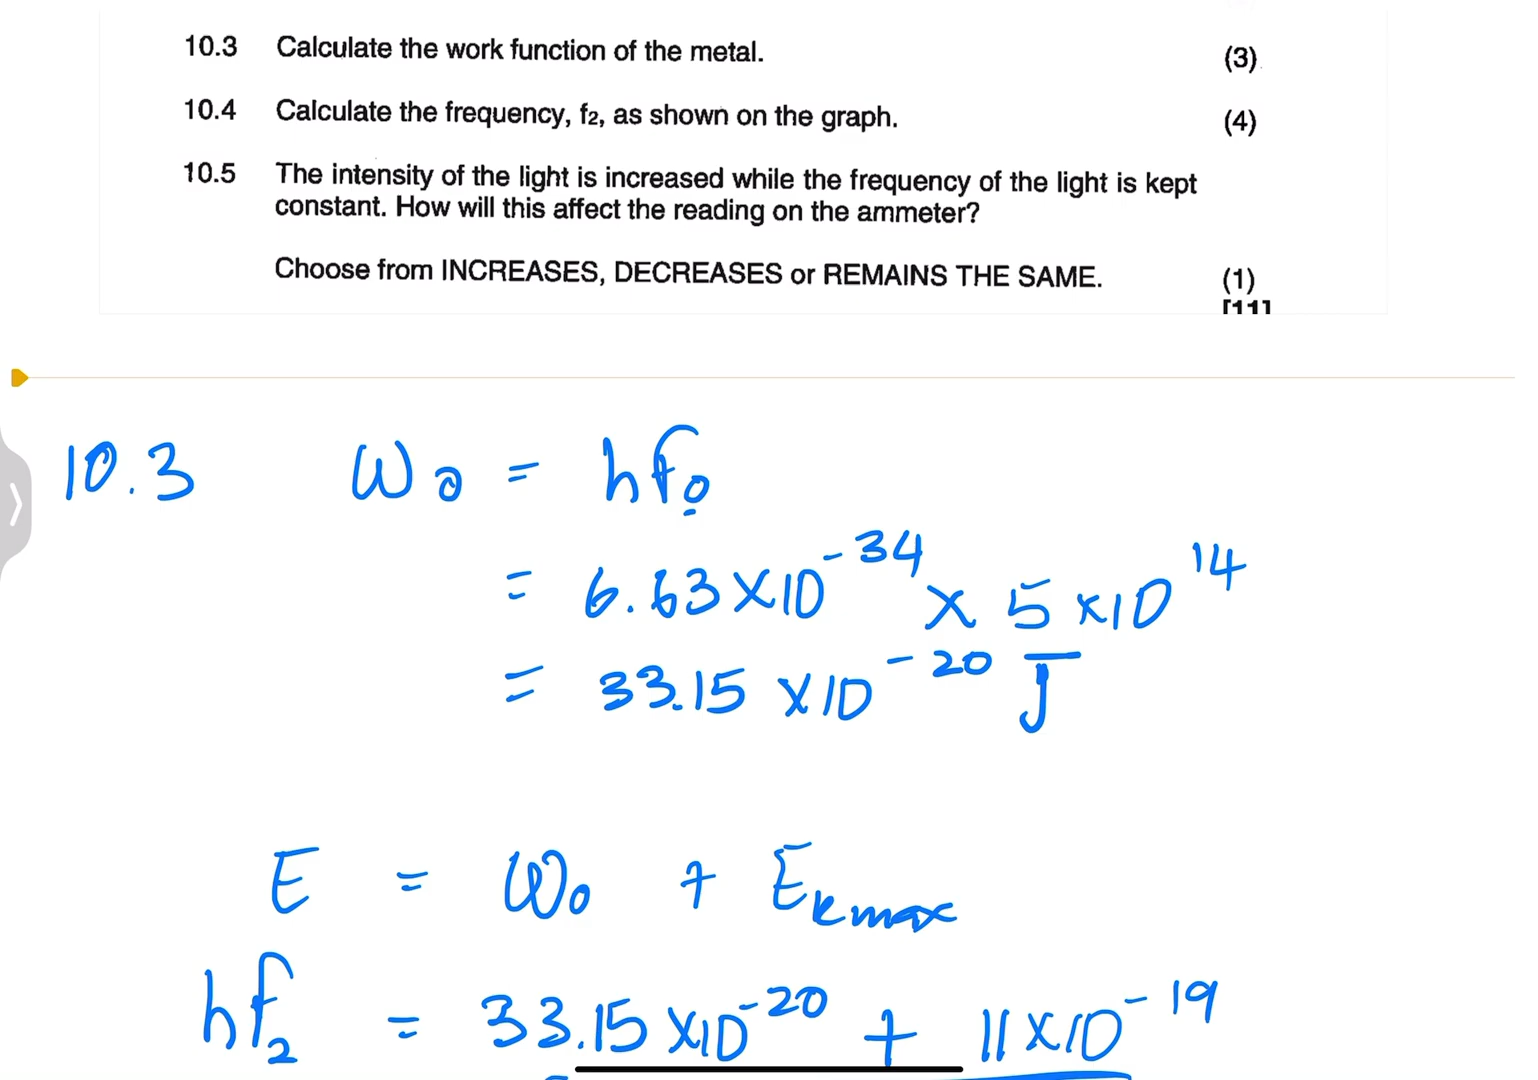 10.3 Calculate the work function of the metal. (3)
10.4 Calculate the frequency, f₂, as shown on the graph. (4)
10.5 The intensity of the light is increased while the frequency of the light is kept
constant. How will this affect the reading on the ammeter?
Choose from INCREASES, DECREASES or REMAINS THE SAME. (1)
[11]
10.3 W₀ = hf₀
= 6.63 × 10⁻³⁴ × 5 × 10¹⁴
= 33.15 × 10⁻²⁰ J
E = W₀ + Eₖmax
hf₂ = 33.15 × 10⁻²⁰ + 11 × 10⁻¹⁹